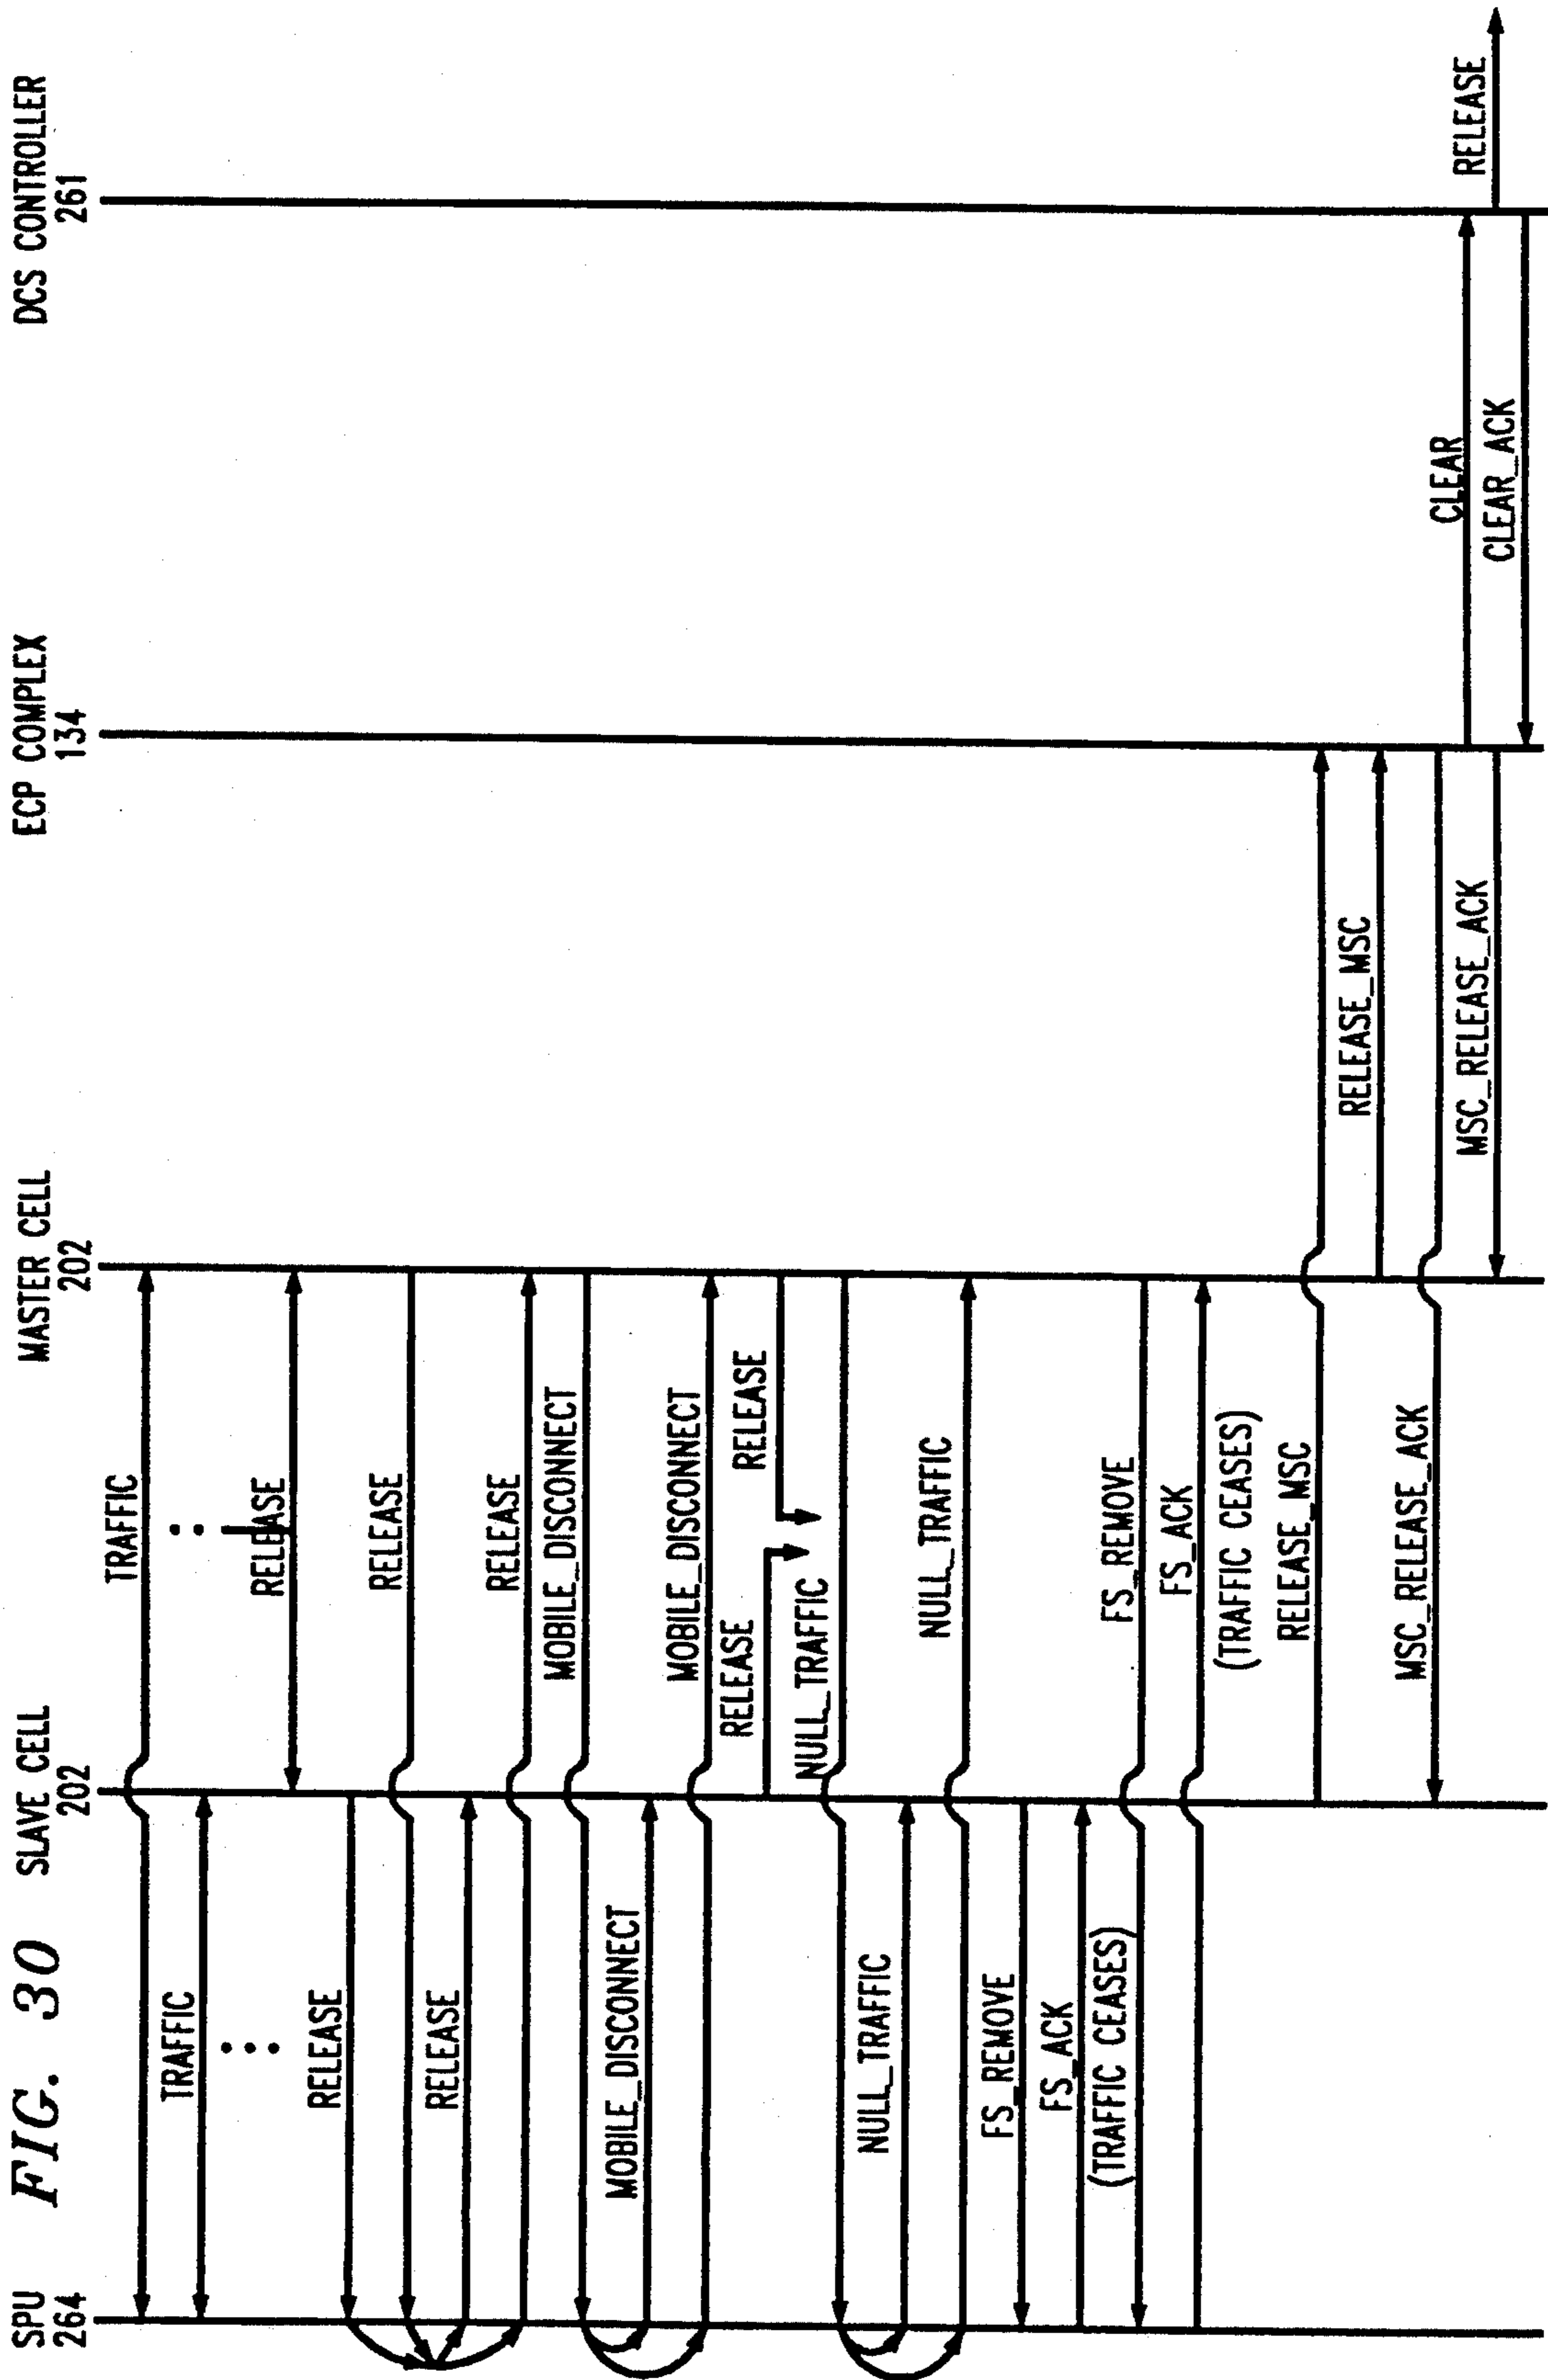 FIG. 30
SPU
264
SLAVE CELL
202
MASTER CELL
202
ECP COMPLEX
134
DCS CONTROLLER
261
TRAFFIC
TRAFFIC
RELEASE
RELEASE
RELEASE
RELEASE
RELEASE
MOBILE_DISCONNECT
MOBILE_DISCONNECT
MOBILE_DISCONNECT
RELEASE
RELEASE
NULL_TRAFFIC
NULL_TRAFFIC
NULL_TRAFFIC
FS_REMOVE
FS_ACK
FS_REMOVE
(TRAFFIC CEASES)
FS_ACK
(TRAFFIC CEASES)
RELEASE_MSC
RELEASE_MSC
MSC_RELEASE_ACK
CLEAR
MSC_RELEASE_ACK
RELEASE
CLEAR_ACK